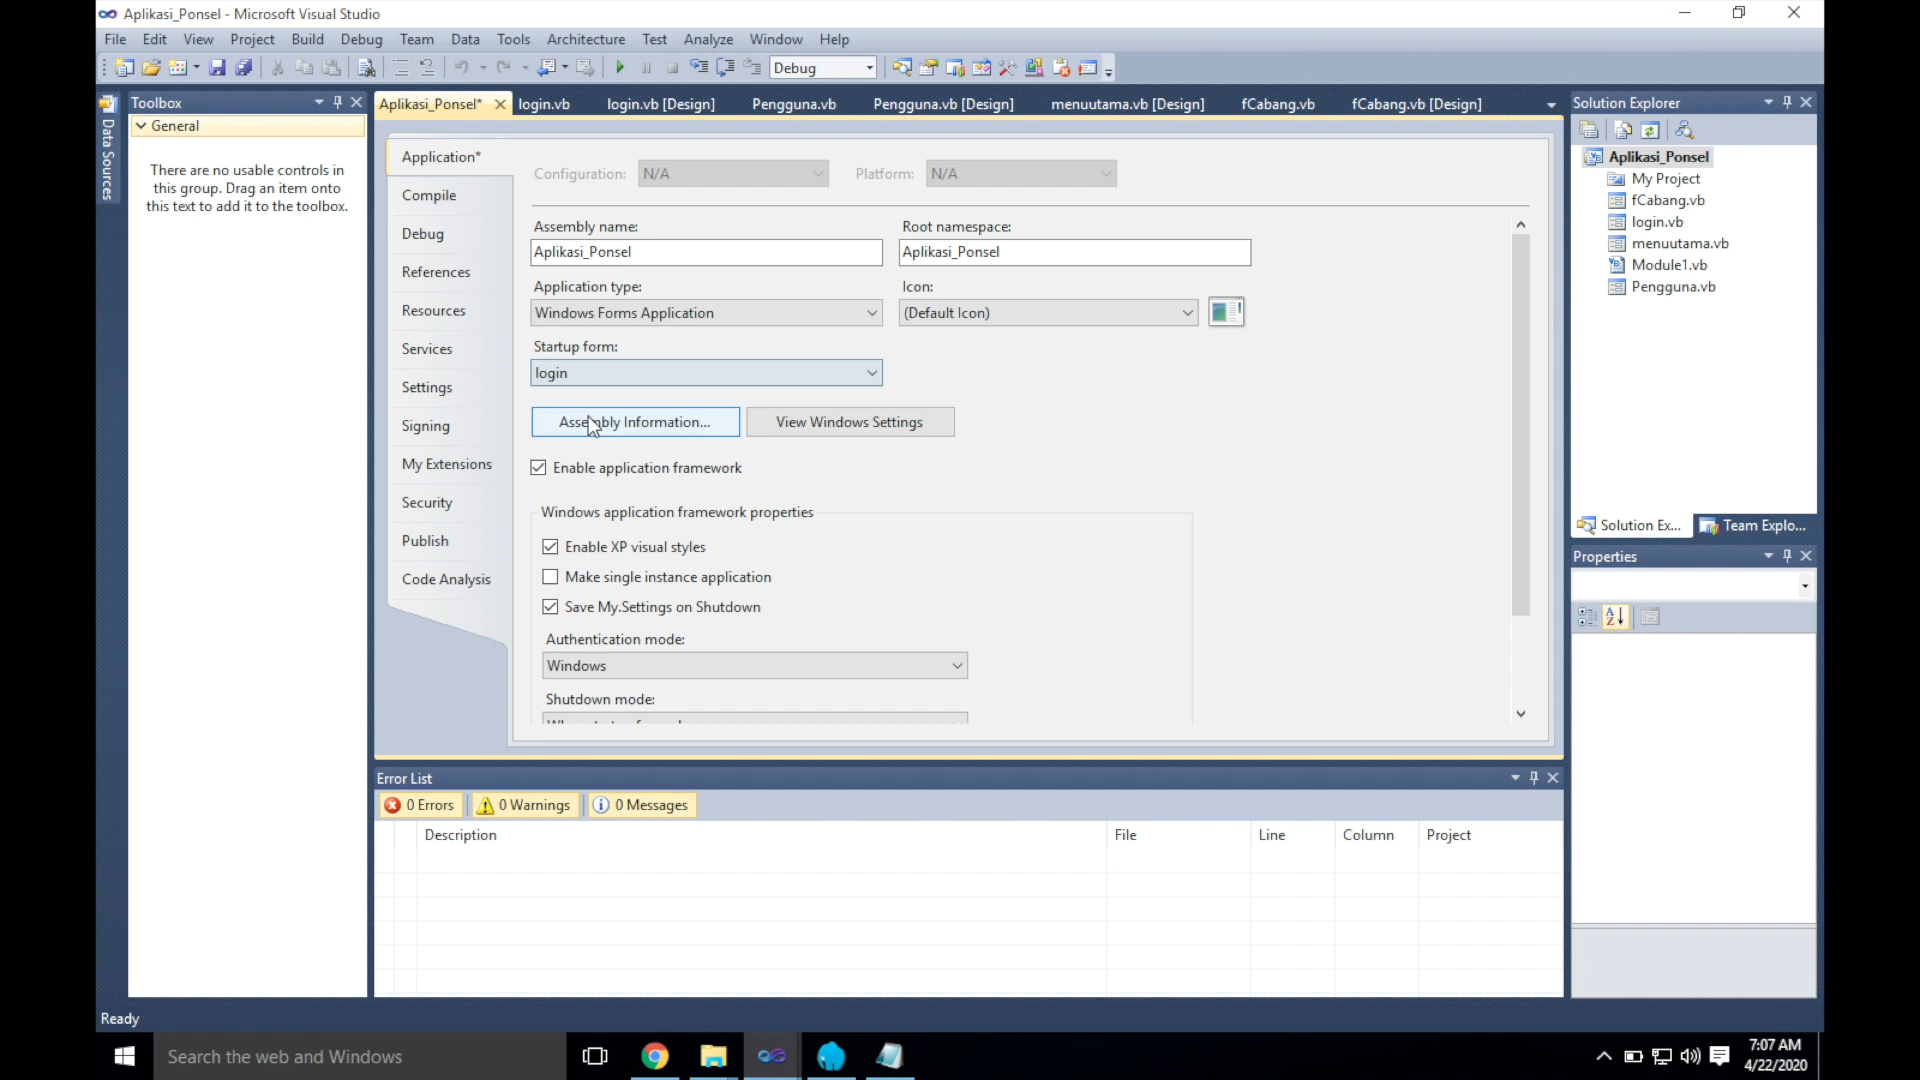 Aplikasi_Ponsel - Microsoft Visual Studio
File Edit View Project Build Debug Team Data Tools Architecture Test Analyze Window Help
Debug
Data Sources
Toolbox
General
There are no usable controls in
this group. Drag an item onto
this text to add it to the toolbox.
Aplikasi_Ponsel* login.vb login.vb [Design] Pengguna.vb Pengguna.vb [Design] menuutama.vb [Design] fCabang.vb fCabang.vb [Design]
Application*
Compile
Debug
References
Resources
Services
Settings
Signing
My Extensions
Security
Publish
Code Analysis
Configuration: N/A Platform: N/A
Assembly name: Root namespace:
Aplikasi_Ponsel Aplikasi_Ponsel
Application type: Icon:
Windows Forms Application (Default Icon)
Startup form:
login
Assembly Information... View Windows Settings
Enable application framework
Windows application framework properties
Enable XP visual styles
Make single instance application
Save My.Settings on Shutdown
Authentication mode:
Windows
Shutdown mode:
Solution Explorer
Aplikasi_Ponsel
My Project
fCabang.vb
login.vb
menuutama.vb
Module1.vb
Pengguna.vb
Solution Ex... Team Explo...
Properties
Error List
0 Errors 0 Warnings 0 Messages
Description File Line Column Project
Ready
Search the web and Windows
7:07 AM
4/22/2020